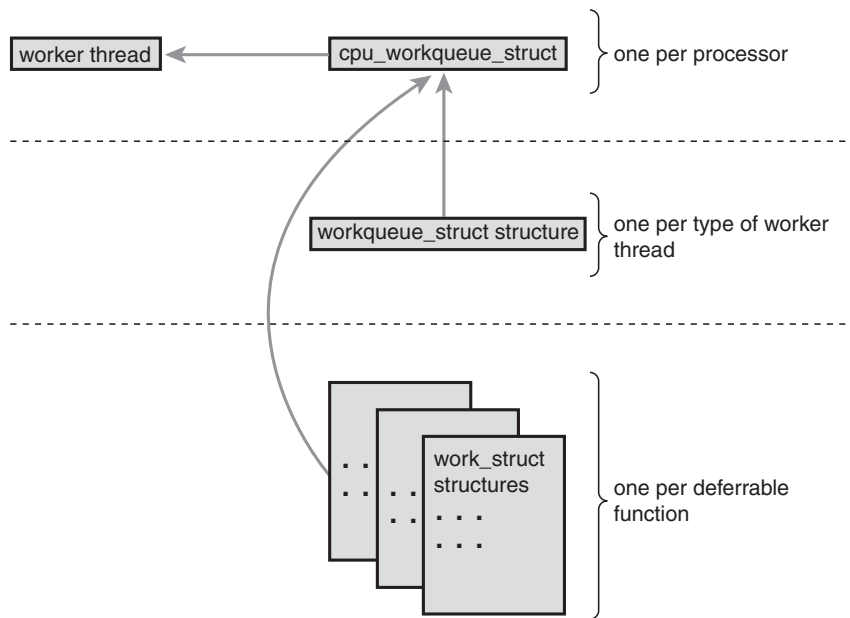 worker thread
cpu_workqueue_struct
one per processor
workqueue_struct structure
one per type of worker
thread
work_struct
structures
. . .
. . .
. .
. .
. .
. .
one per deferrable
function